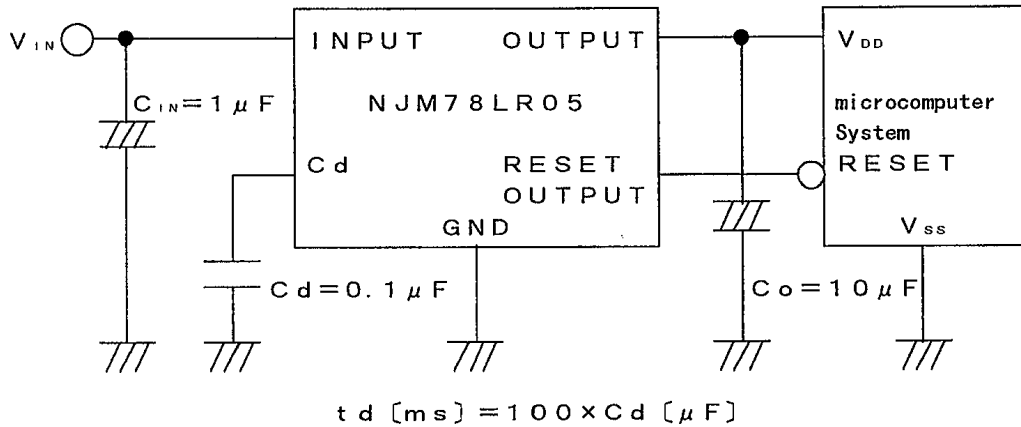 VIN
INPUT OUTPUT
VDD
CIN=1μF
NJM78LR05
microcomputer
System
Cd
RESET
OUTPUT
RESET
GND
VSS
Cd=0.1μF
Co=10μF
td[ms]=100×Cd[μF]